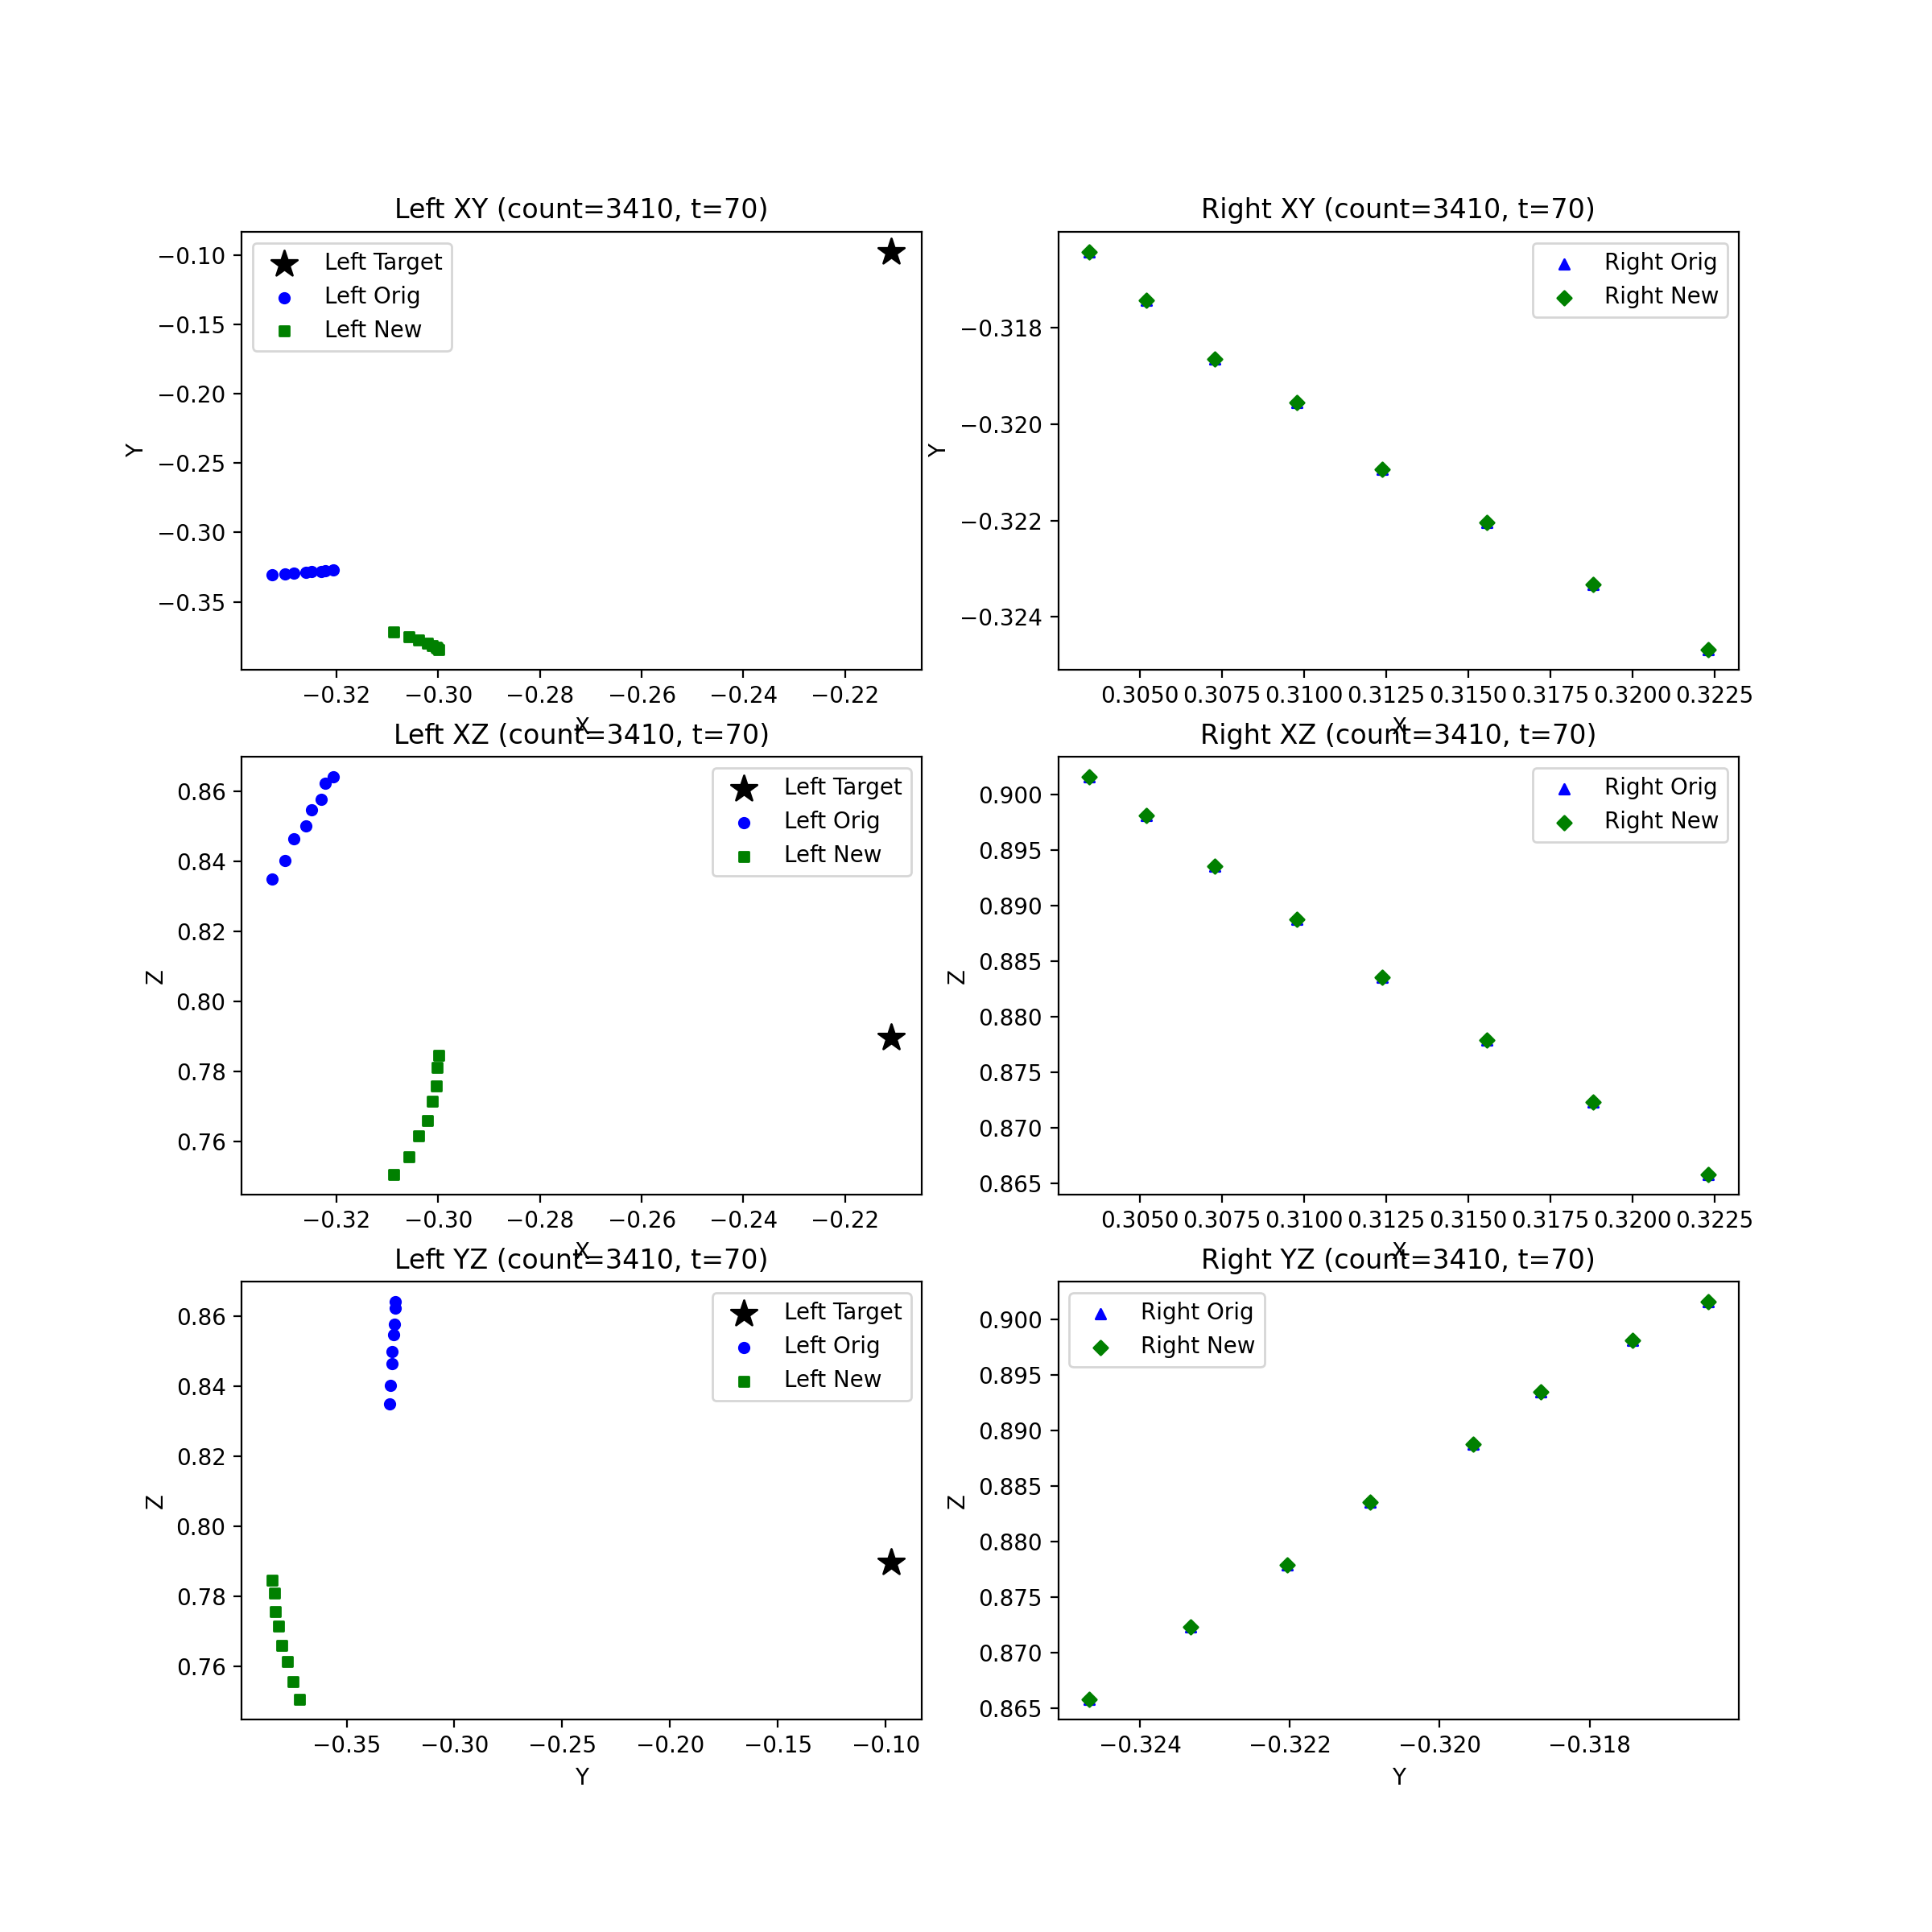 Left XY (count=3410, t=70)
Left Target
Left Orig
Left New
−0.10
−0.15
−0.20
−0.25
−0.30
−0.35
Y
−0.32 −0.30 −0.28 −0.26 −0.24 −0.22
X
Right XY (count=3410, t=70)
Right Orig
Right New
−0.318
−0.320
−0.322
−0.324
Y
0.3050 0.3075 0.3100 0.3125 0.3150 0.3175 0.3200 0.3225
X
Left XZ (count=3410, t=70)
Left Target
Left Orig
Left New
0.86
0.84
0.82
0.80
0.78
0.76
Z
−0.32 −0.30 −0.28 −0.26 −0.24 −0.22
X
Right XZ (count=3410, t=70)
Right Orig
Right New
0.900
0.895
0.890
0.885
0.880
0.875
0.870
0.865
Z
0.3050 0.3075 0.3100 0.3125 0.3150 0.3175 0.3200 0.3225
X
Left YZ (count=3410, t=70)
Left Target
Left Orig
Left New
0.86
0.84
0.82
0.80
0.78
0.76
Z
−0.35 −0.30 −0.25 −0.20 −0.15 −0.10
Y
Right YZ (count=3410, t=70)
Right Orig
Right New
0.900
0.895
0.890
0.885
0.880
0.875
0.870
0.865
Z
−0.324 −0.322 −0.320 −0.318
Y